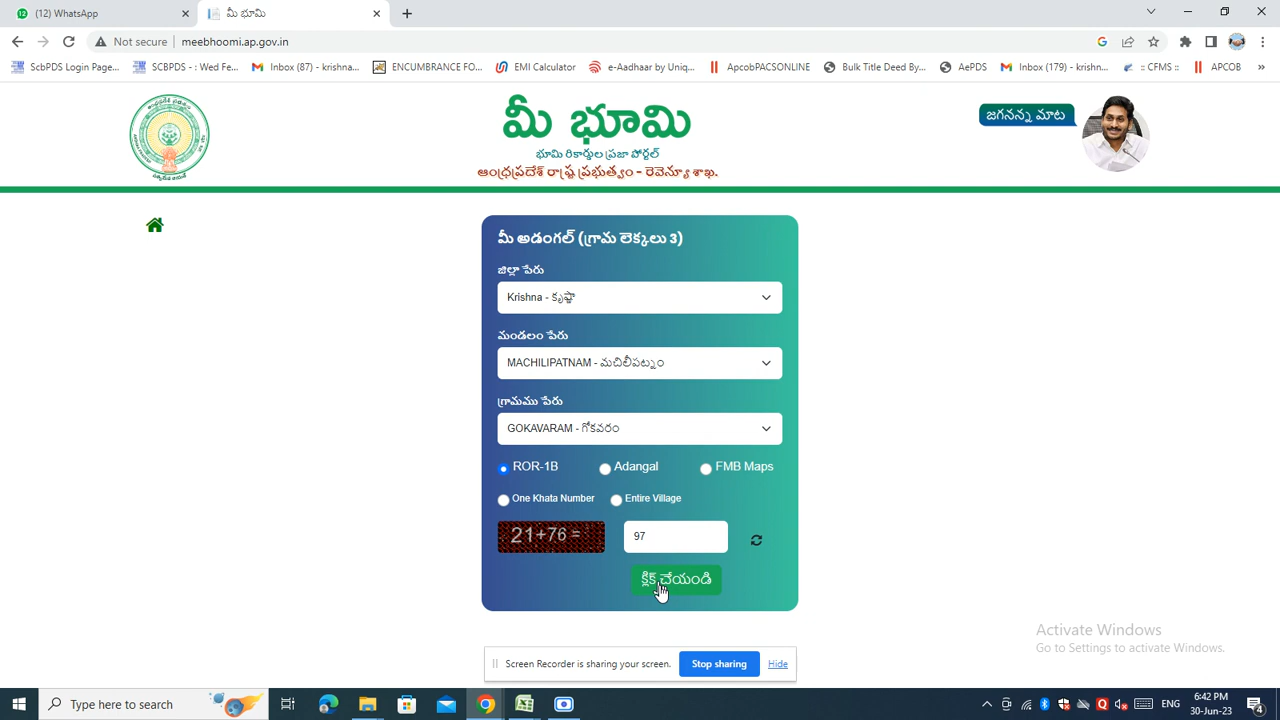 (12) WhatsApp
మీ భూమి
Not secure | meebhoomi.ap.gov.in
ScbPDS Login Page...
SCBPDS - : Wed Fe...
Inbox (87) - krishna...
ENCUMBRANCE FO...
EMI Calculator
e-Aadhaar by Uniq...
ApcobPACSONLINE
Bulk Title Deed By...
AePDS
Inbox (179) - krishn...
:: CFMS ::
APCOB
»
మీ భూమి
భూమి రికార్డుల ప్రజా పోర్టల్
ఆంధ్రప్రదేశ్ రాష్ట్ర ప్రభుత్వం - రెవెన్యూ శాఖ.
జగనన్న మాట
మీ అడంగల్ (గ్రామ లెక్కలు 3)
జిల్లా పేరు
Krishna - కృష్ణా
మండలం పేరు
MACHILIPATNAM - మచిలీపట్నం
గ్రామము పేరు
GOKAVARAM - గోకవరం
ROR-1B
Adangal
FMB Maps
One Khata Number
Entire Village
21+76 =
97
క్లిక్ చేయండి
Activate Windows
Go to Settings to activate Windows.
Screen Recorder is sharing your screen.
Stop sharing
Hide
Type here to search
ENG
6:42 PM
30-Jun-23
4